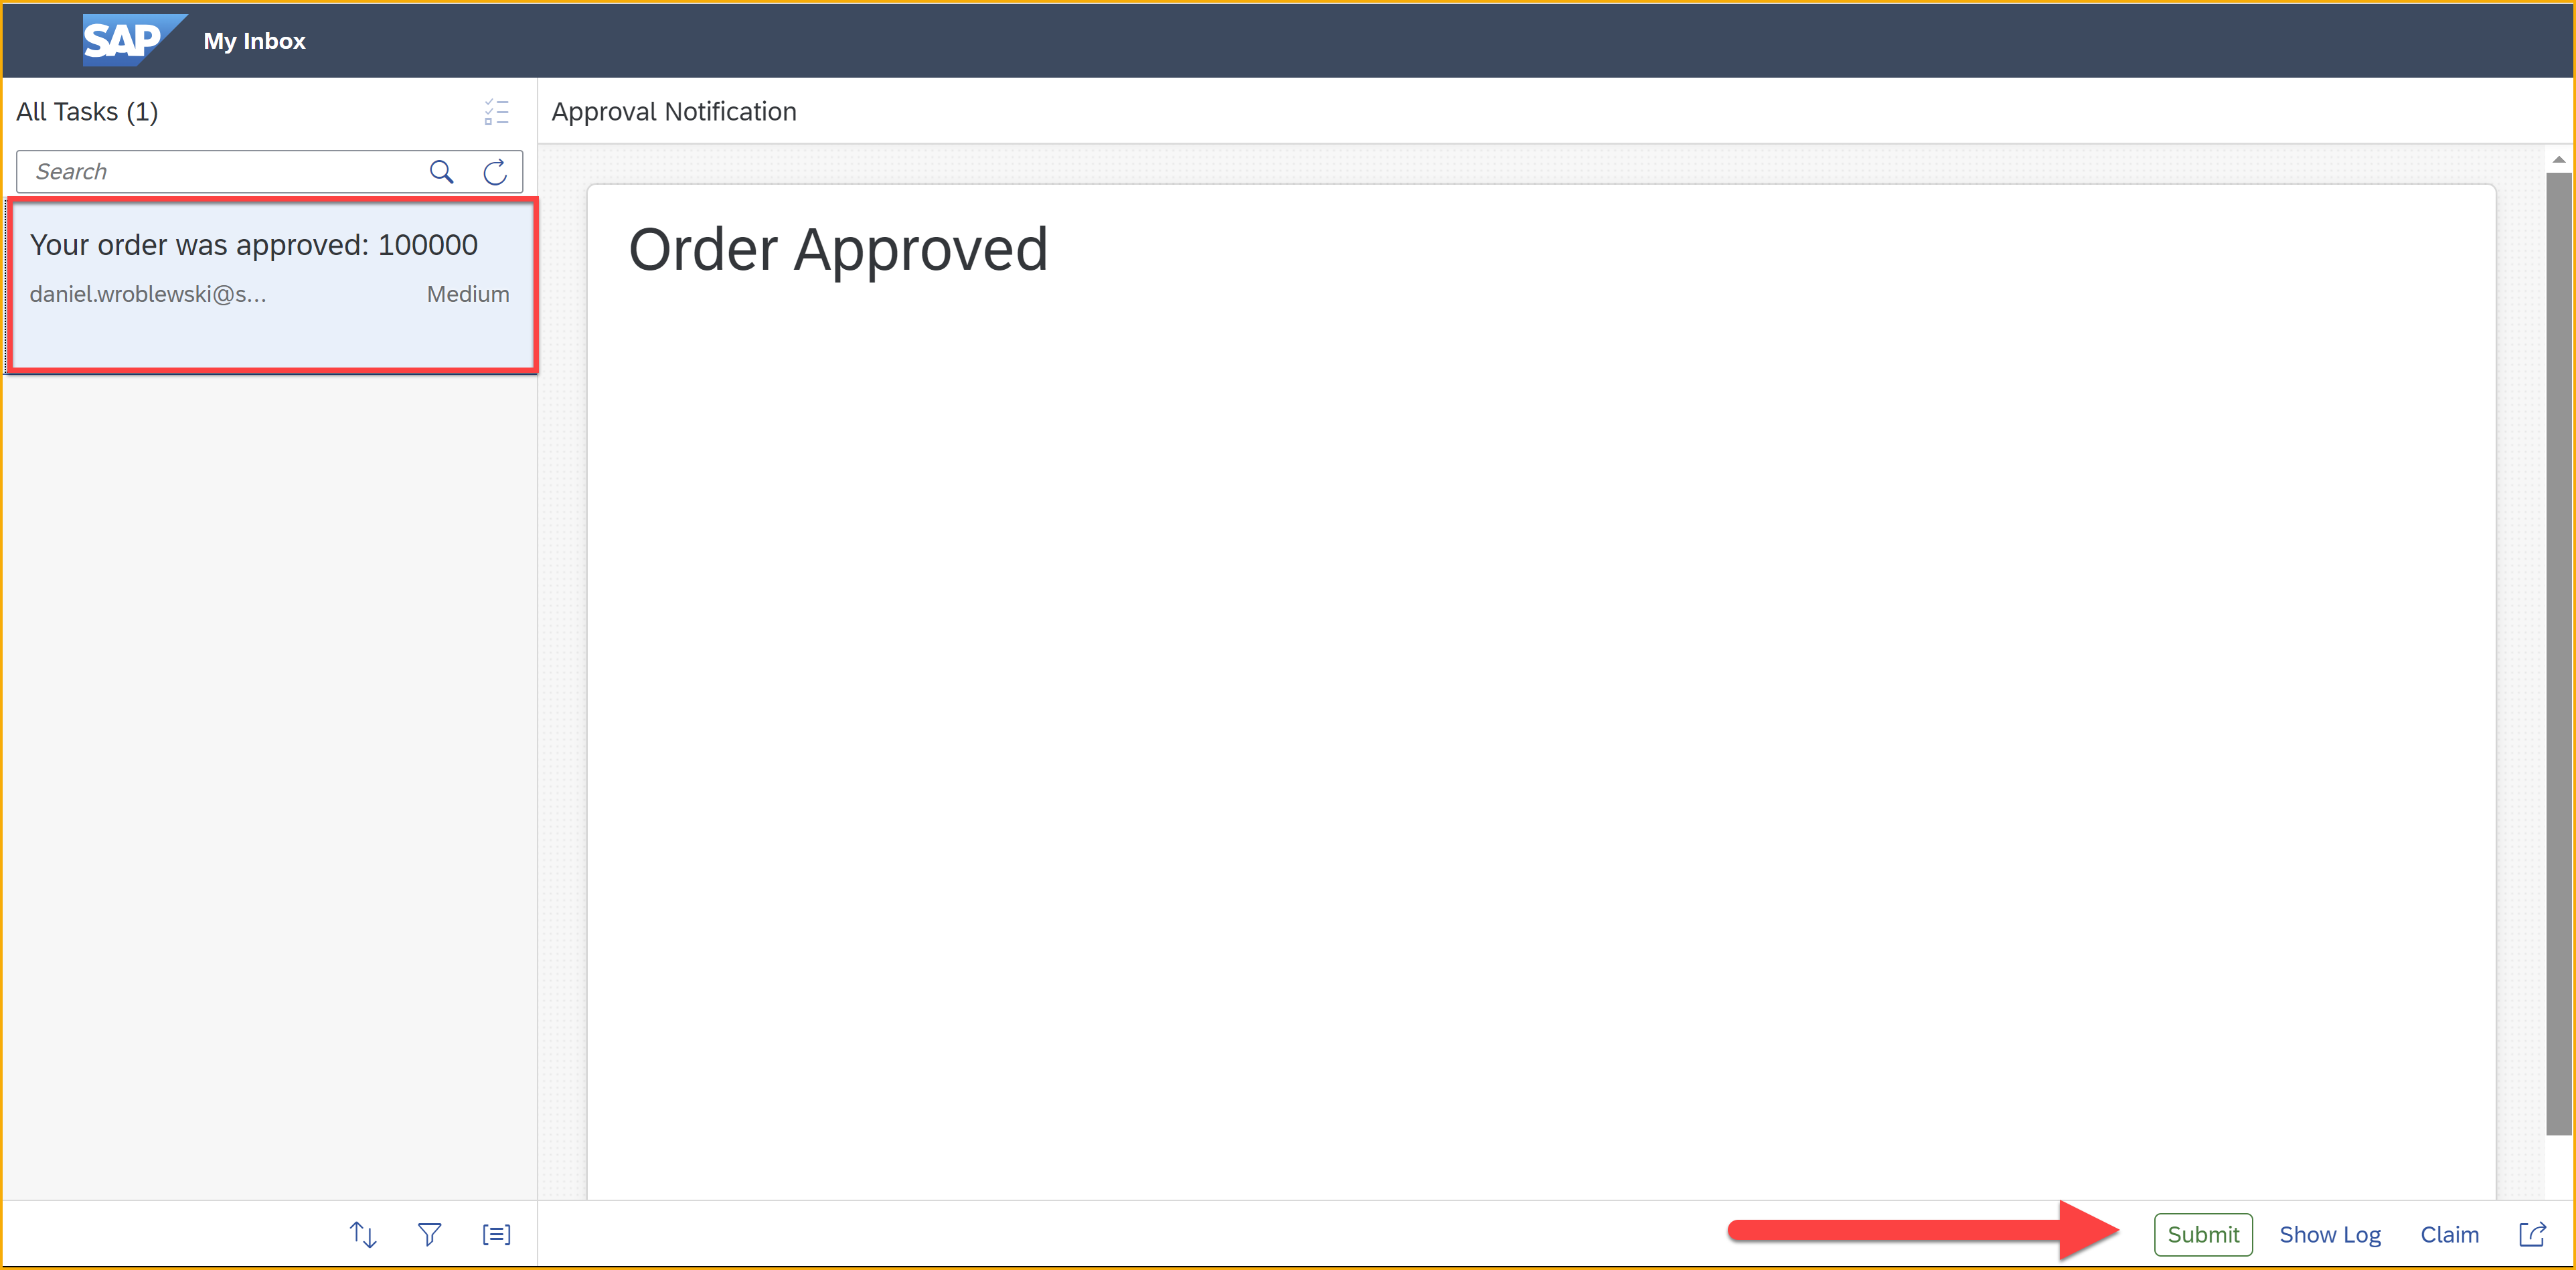 SAP My Inbox
All Tasks (1)
Search
Your order was approved: 100000
daniel.wroblewski@s... Medium
Approval Notification
Order Approved
Submit Show Log Claim